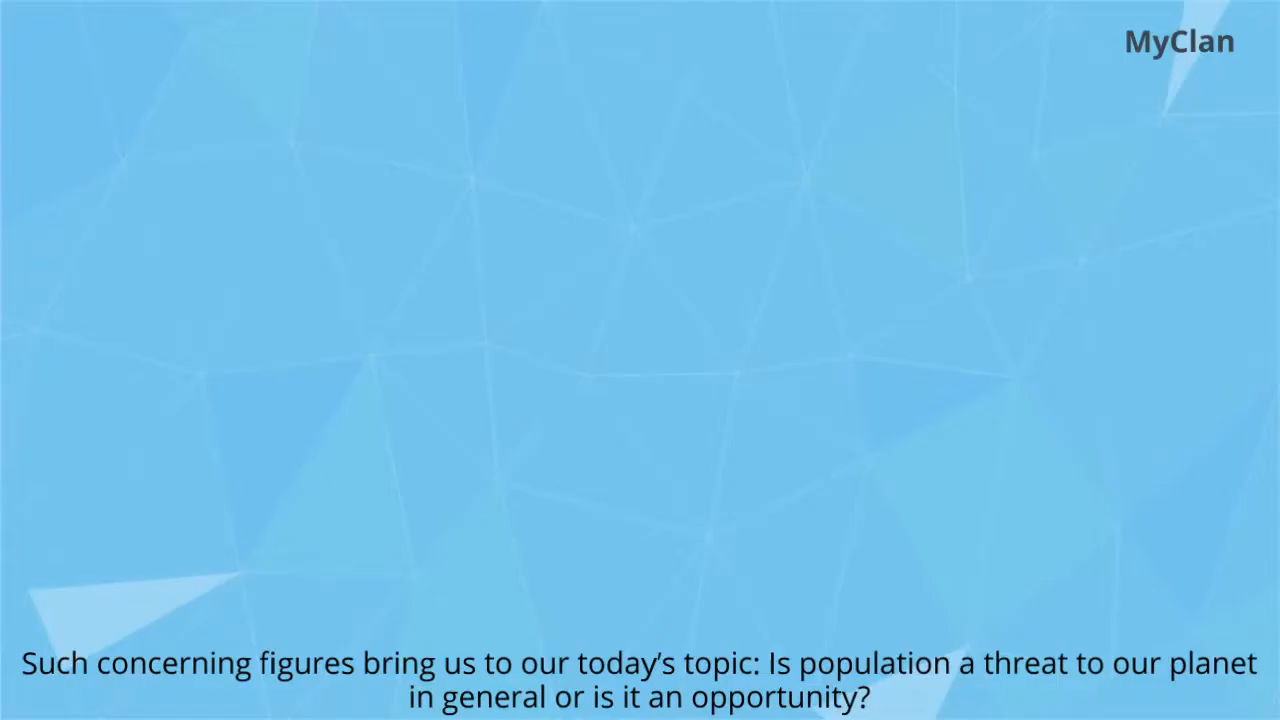 MyClan
Such concerning figures bring us to our today’s topic: Is population a threat to our planet
in general or is it an opportunity?